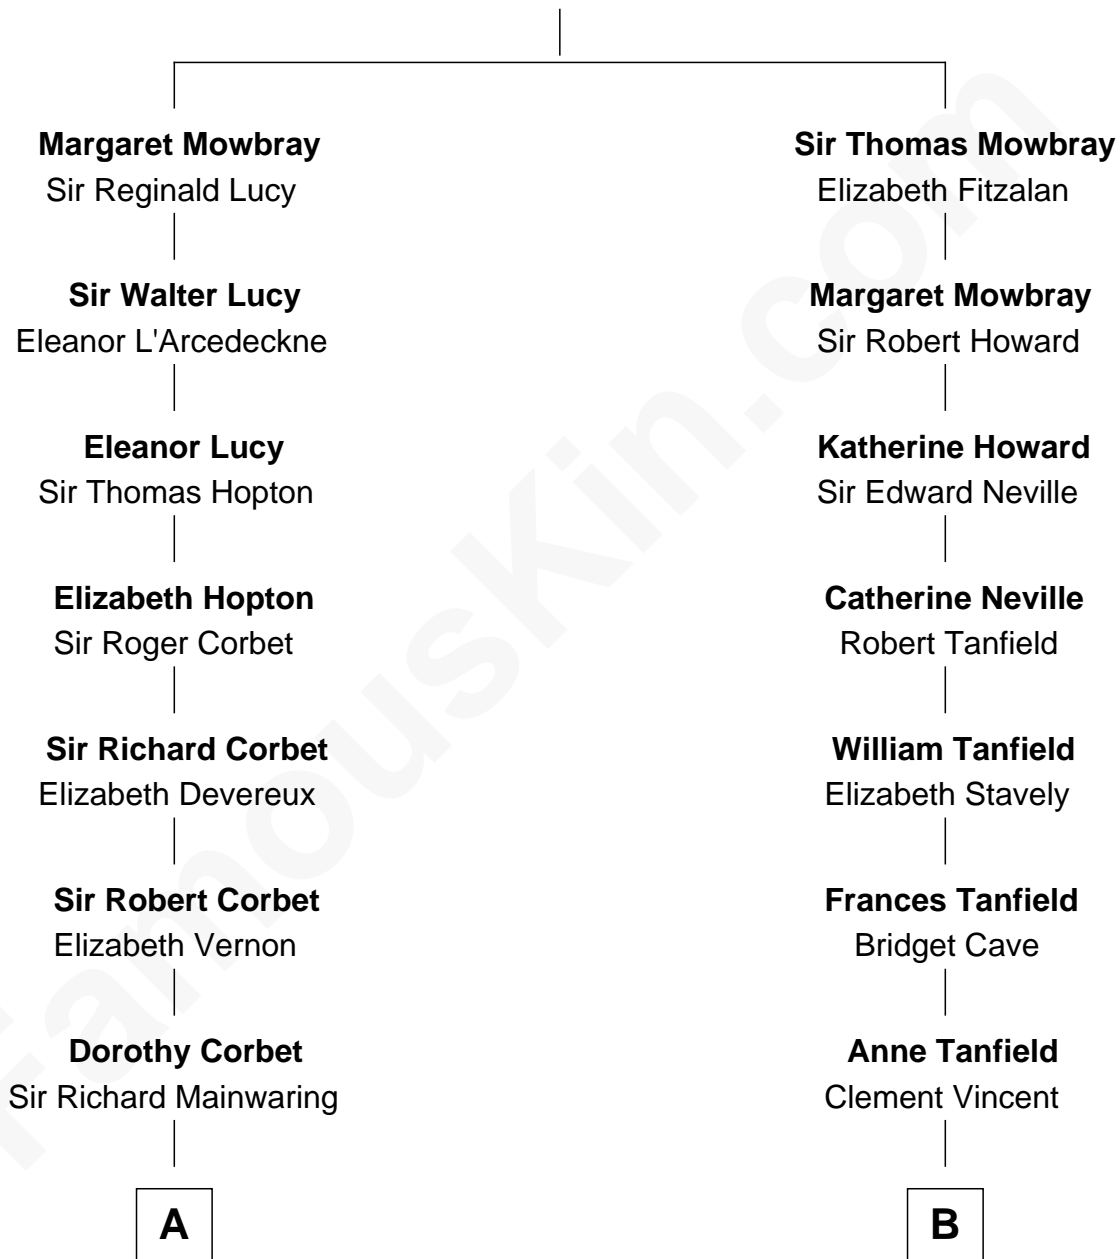 Margaret Mowbray
Sir Reginald Lucy
Sir Walter Lucy
Eleanor L'Arcedeckne
Eleanor Lucy
Sir Thomas Hopton
Elizabeth Hopton
Sir Roger Corbet
Sir Richard Corbet
Elizabeth Devereux
Sir Robert Corbet
Elizabeth Vernon
Dorothy Corbet
Sir Richard Mainwaring
A
Sir Thomas Mowbray
Elizabeth Fitzalan
Margaret Mowbray
Sir Robert Howard
Katherine Howard
Sir Edward Neville
Catherine Neville
Robert Tanfield
William Tanfield
Elizabeth Stavely
Frances Tanfield
Bridget Cave
Anne Tanfield
Clement Vincent
B
FamousKin.com